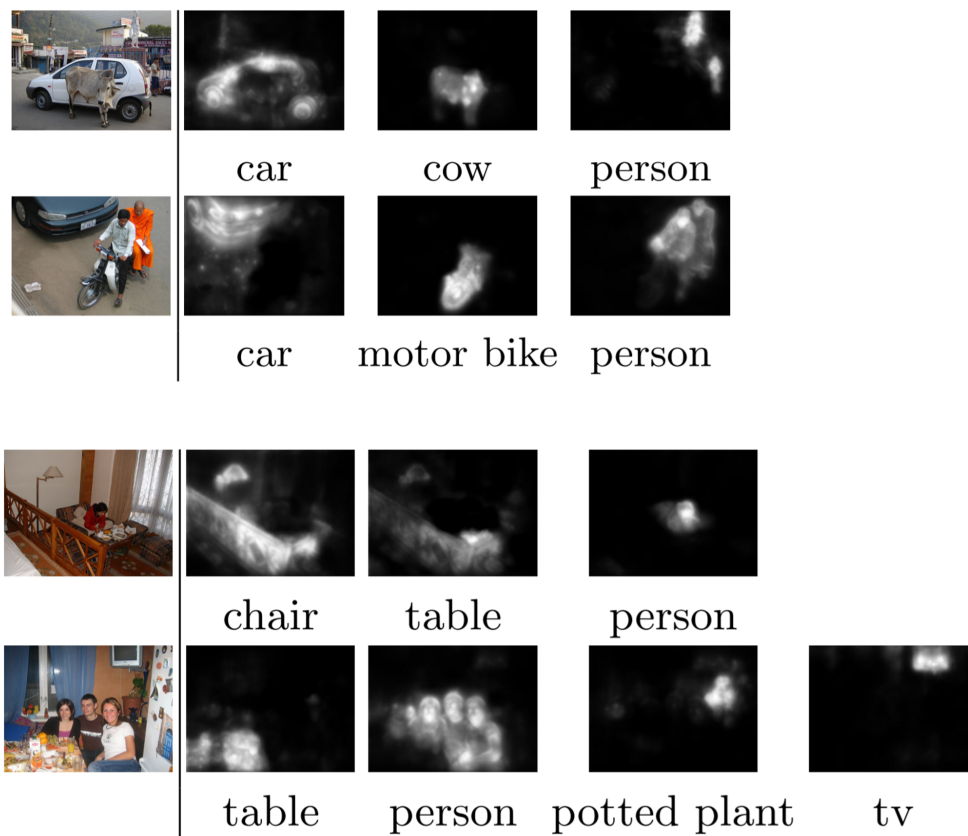 car cow person
car motor bike person
chair table person
table person potted plant tv